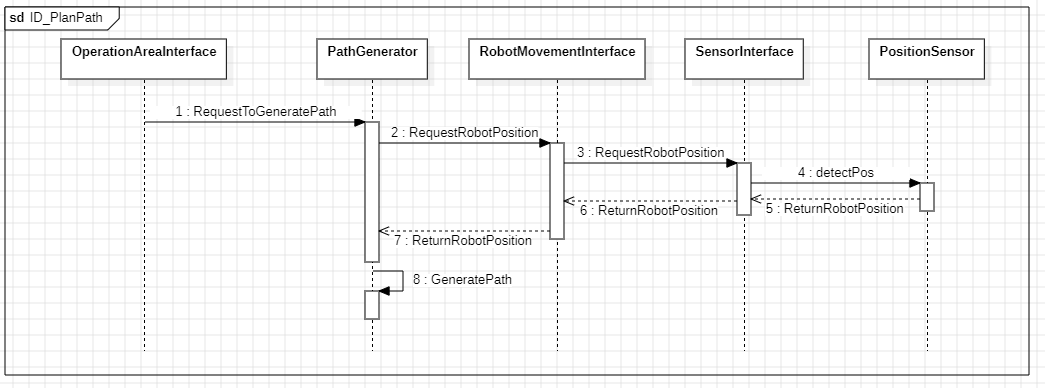 sd ID_PlanPath
OperationAreaInterface
PathGenerator
RobotMovementInterface
SensorInterface
PositionSensor
1 : RequestToGeneratePath
2 : RequestRobotPosition
3 : RequestRobotPosition
4 : detectPos
5 : ReturnRobotPosition
6 : ReturnRobotPosition
7 : ReturnRobotPosition
8 : GeneratePath